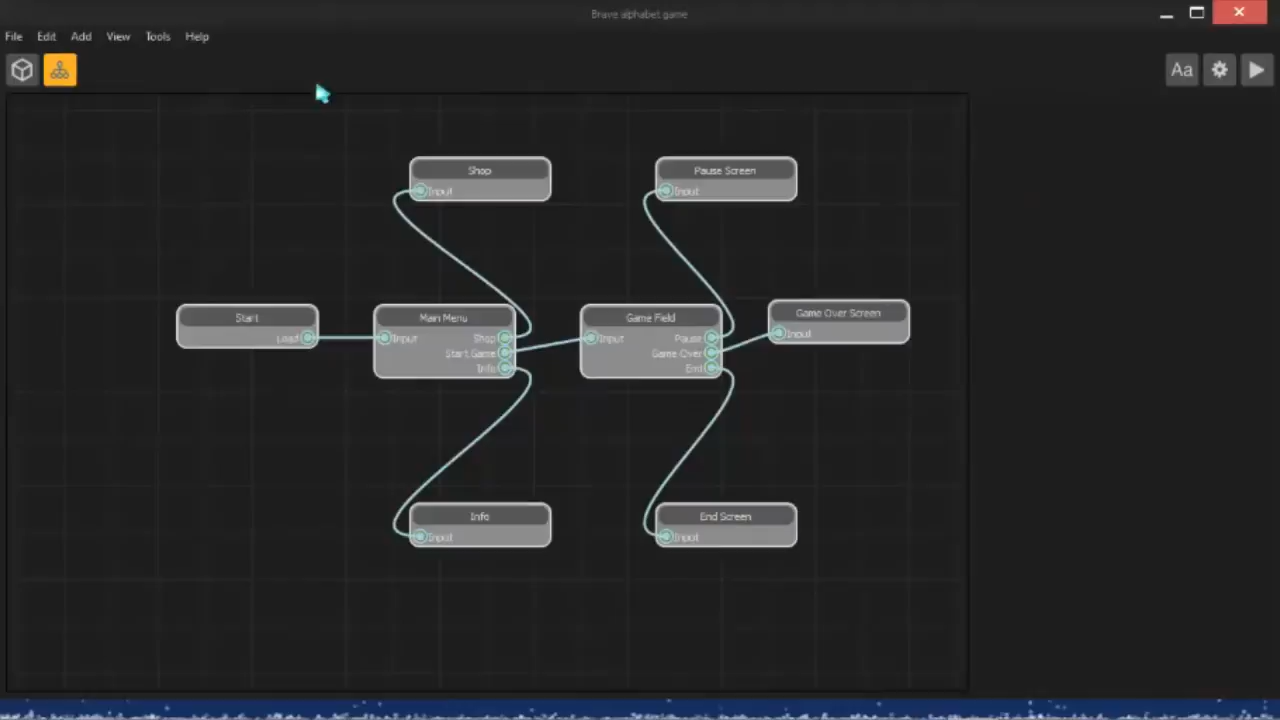 Brave alphabet game
File Edit Add View Tools Help
Aa
Shop
Input
Pause Screen
Input
Start
Load
Main Menu
Input
Shop
Start Game
Info
Game Field
Input
Pause
Game Over
End
Game Over Screen
Input
Info
Input
End Screen
Input